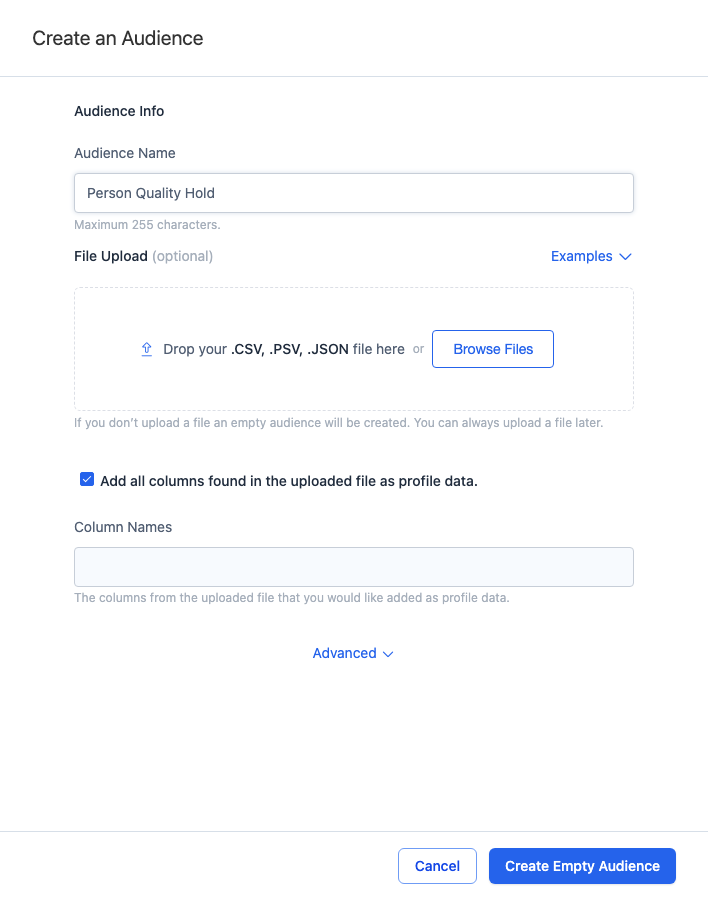 Create an Audience
Audience Info
Audience Name
Person Quality Hold
Maximum 255 characters.
File Upload (optional) Examples
Drop your .CSV, .PSV, .JSON file here or Browse Files
If you don't upload a file an empty audience will be created. You can always upload a file later.
Add all columns found in the uploaded file as profile data.
Column Names
The columns from the uploaded file that you would like added as profile data.
Advanced
Cancel Create Empty Audience